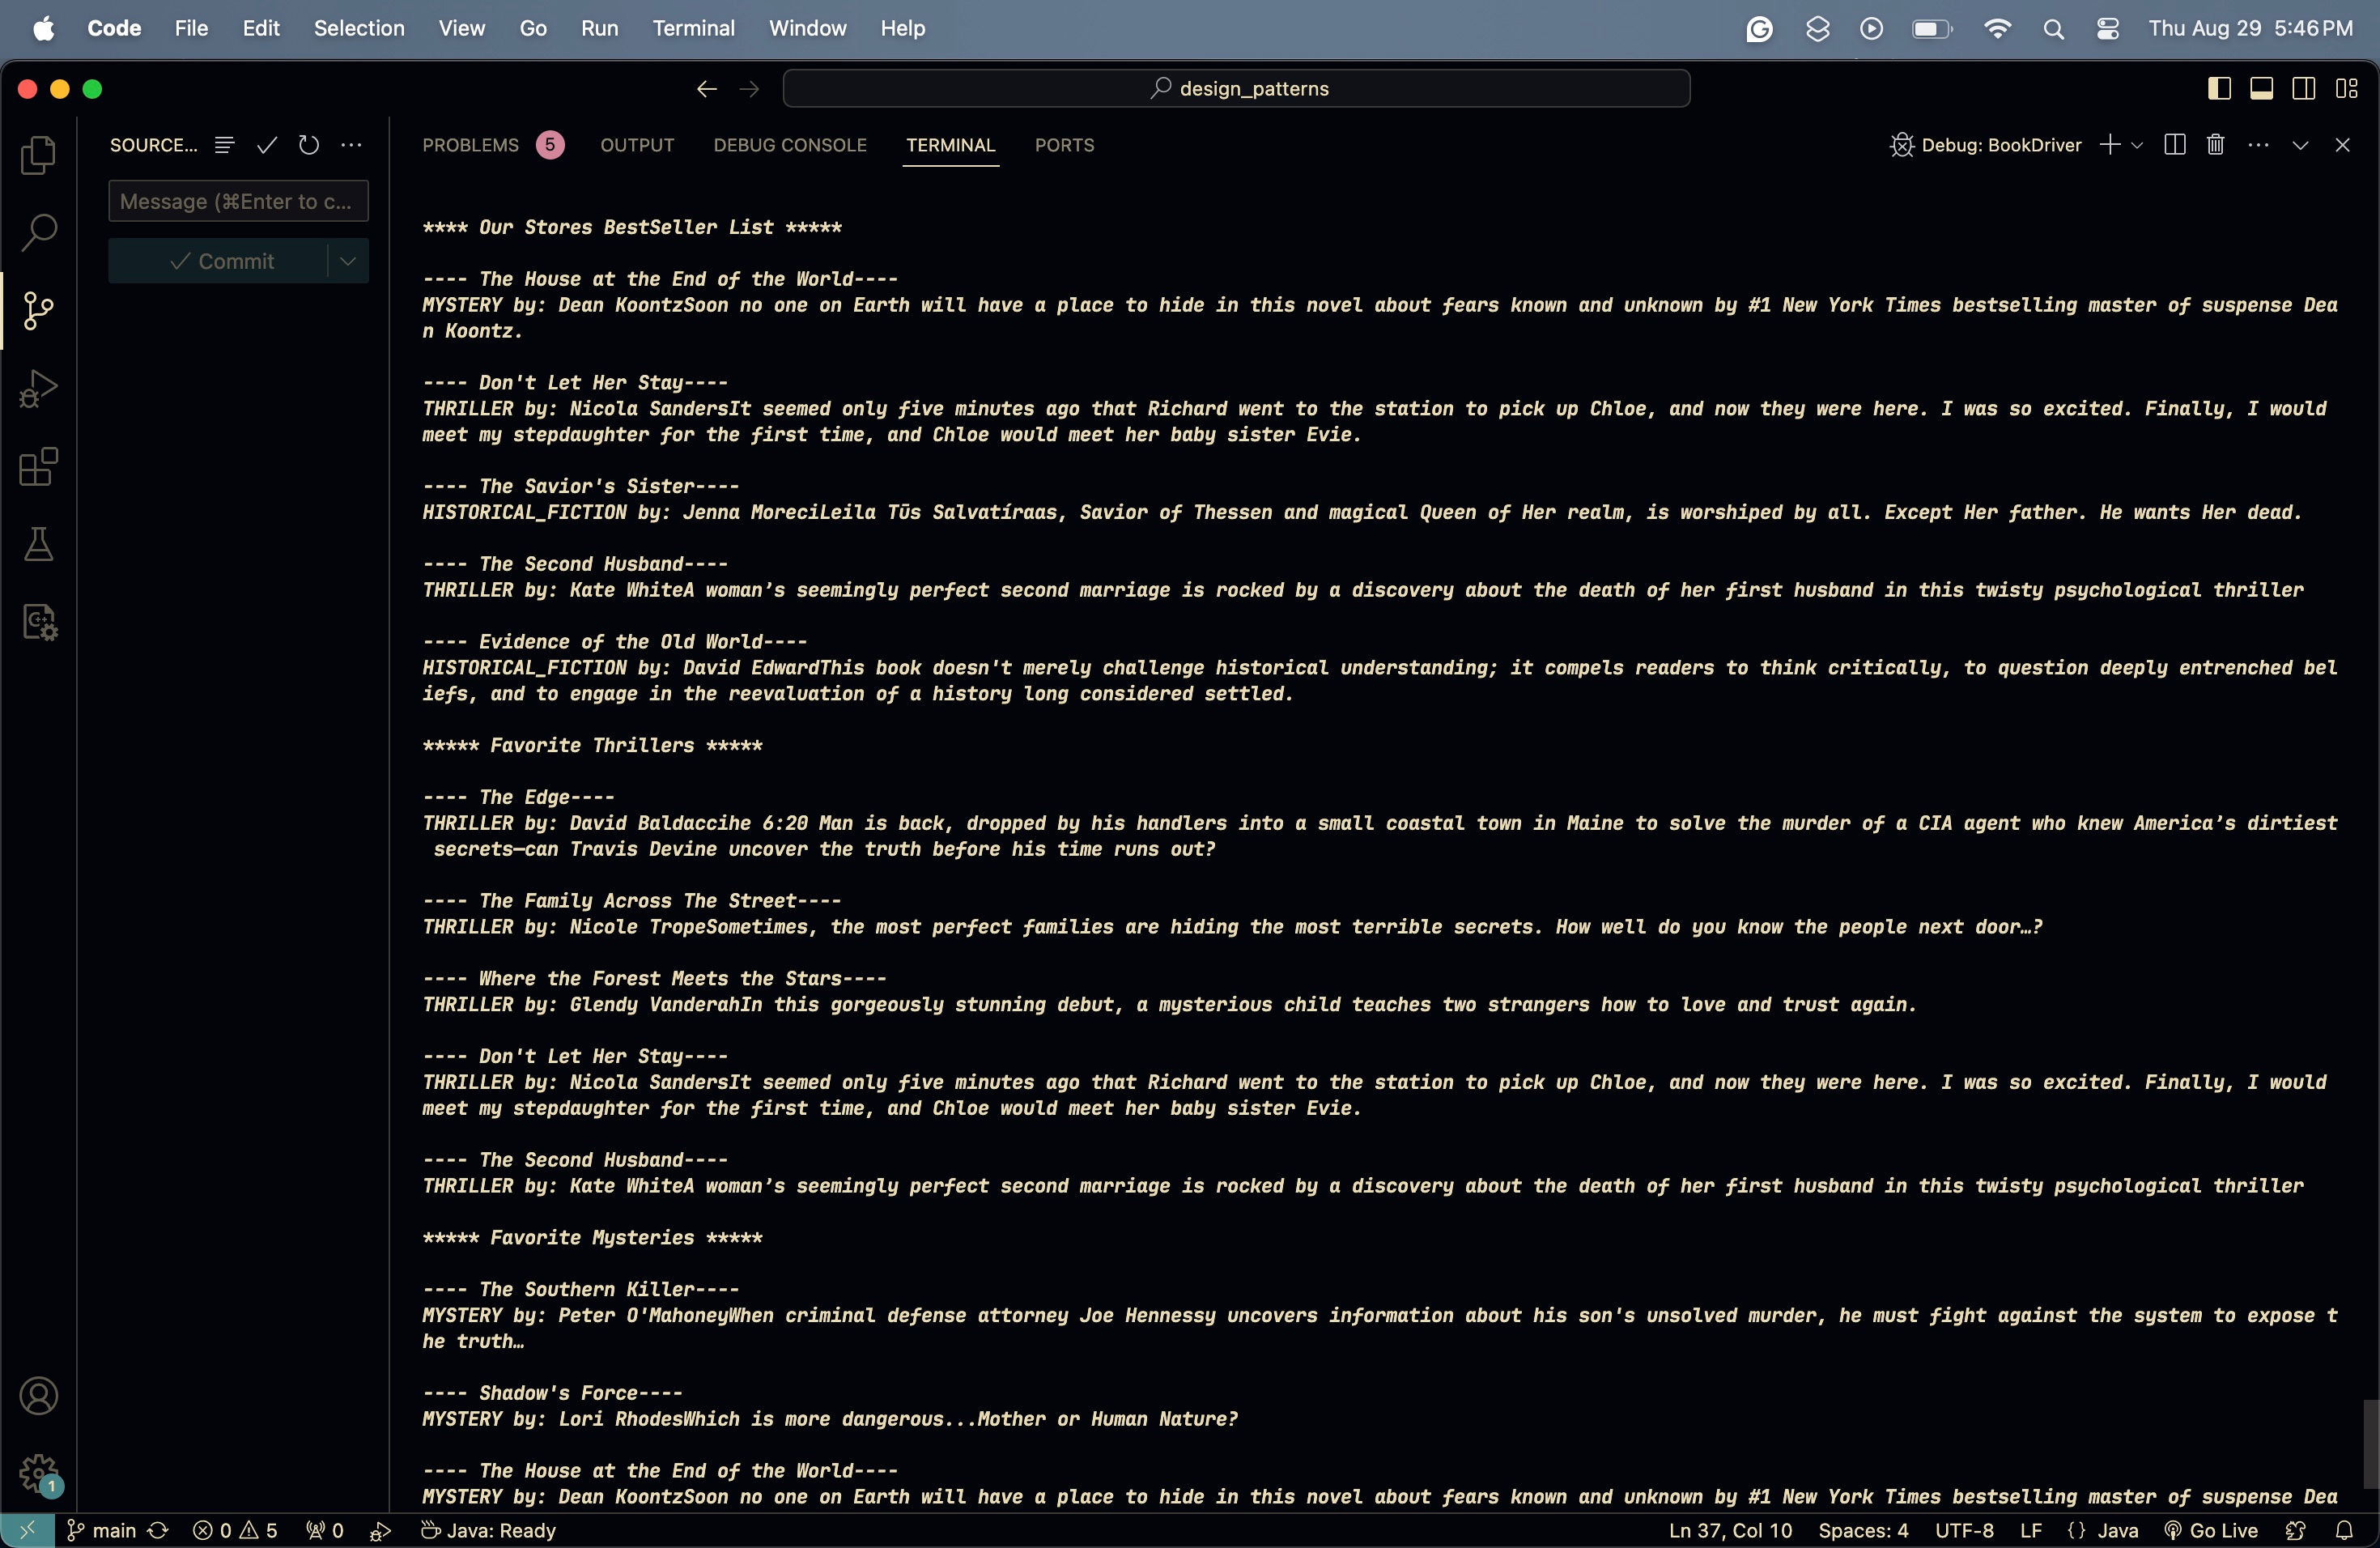 Code File Edit Selection View Go Run Terminal Window Help Thu Aug 29 5:46 PM
design_patterns
SOURCE... PROBLEMS 5 OUTPUT DEBUG CONSOLE TERMINAL PORTS Debug: BookDriver
Message (⌘Enter to c...
Commit
**** Our Stores BestSeller List *****
---- The House at the End of the World----
MYSTERY by: Dean KoontzSoon no one on Earth will have a place to hide in this novel about fears known and unknown by #1 New York Times bestselling master of suspense Dea
n Koontz.
---- Don't Let Her Stay----
THRILLER by: Nicola SandersIt seemed only five minutes ago that Richard went to the station to pick up Chloe, and now they were here. I was so excited. Finally, I would
meet my stepdaughter for the first time, and Chloe would meet her baby sister Evie.
---- The Savior's Sister----
HISTORICAL_FICTION by: Jenna MoreciLeila Tūs Salvatíraas, Savior of Thessen and magical Queen of Her realm, is worshiped by all. Except Her father. He wants Her dead.
---- The Second Husband----
THRILLER by: Kate WhiteA woman’s seemingly perfect second marriage is rocked by a discovery about the death of her first husband in this twisty psychological thriller
---- Evidence of the Old World----
HISTORICAL_FICTION by: David EdwardThis book doesn't merely challenge historical understanding; it compels readers to think critically, to question deeply entrenched bel
iefs, and to engage in the reevaluation of a history long considered settled.
***** Favorite Thrillers *****
---- The Edge----
THRILLER by: David Baldaccihe 6:20 Man is back, dropped by his handlers into a small coastal town in Maine to solve the murder of a CIA agent who knew America’s dirtiest
secrets—can Travis Devine uncover the truth before his time runs out?
---- The Family Across The Street----
THRILLER by: Nicole TropeSometimes, the most perfect families are hiding the most terrible secrets. How well do you know the people next door…?
---- Where the Forest Meets the Stars----
THRILLER by: Glendy VanderahIn this gorgeously stunning debut, a mysterious child teaches two strangers how to love and trust again.
---- Don't Let Her Stay----
THRILLER by: Nicola SandersIt seemed only five minutes ago that Richard went to the station to pick up Chloe, and now they were here. I was so excited. Finally, I would
meet my stepdaughter for the first time, and Chloe would meet her baby sister Evie.
---- The Second Husband----
THRILLER by: Kate WhiteA woman’s seemingly perfect second marriage is rocked by a discovery about the death of her first husband in this twisty psychological thriller
***** Favorite Mysteries *****
---- The Southern Killer----
MYSTERY by: Peter O'MahoneyWhen criminal defense attorney Joe Hennessy uncovers information about his son's unsolved murder, he must fight against the system to expose t
he truth…
---- Shadow's Force----
MYSTERY by: Lori RhodesWhich is more dangerous...Mother or Human Nature?
---- The House at the End of the World----
MYSTERY by: Dean KoontzSoon no one on Earth will have a place to hide in this novel about fears known and unknown by #1 New York Times bestselling master of suspense Dea
1
main 0 5 0 Java: Ready Ln 37, Col 10 Spaces: 4 UTF-8 LF {} Java Go Live